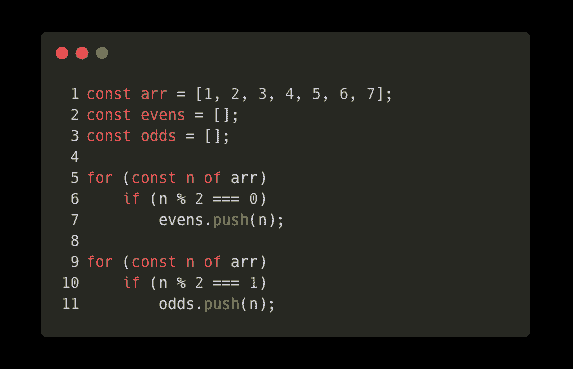 1 const arr = [1, 2, 3, 4, 5, 6, 7];
2 const evens = [];
3 const odds = [];
4
5 for (const n of arr)
6     if (n % 2 === 0)
7         evens.push(n);
8
9 for (const n of arr)
10     if (n % 2 === 1)
11         odds.push(n);